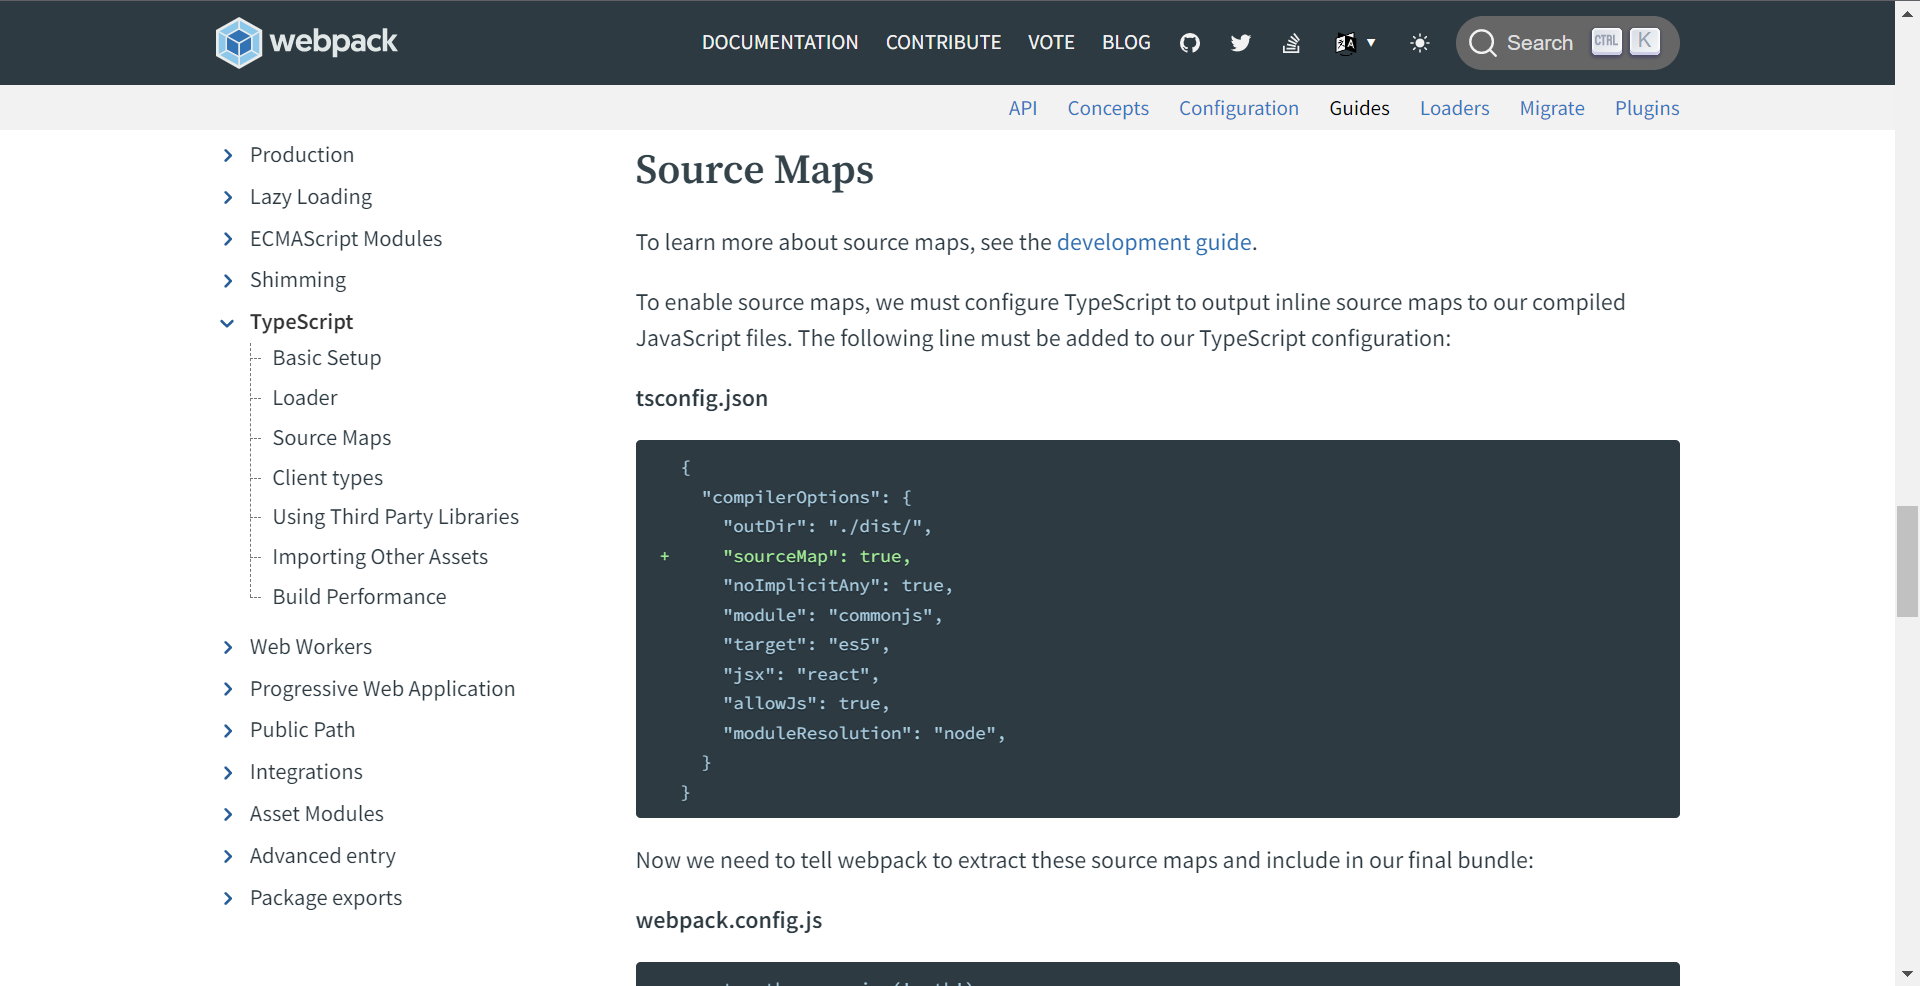 webpack
DOCUMENTATION CONTRIBUTE VOTE BLOG Search CTRL K
API Concepts Configuration Guides Loaders Migrate Plugins
Production
Lazy Loading
ECMAScript Modules
Shimming
TypeScript
Basic Setup
Loader
Source Maps
Client types
Using Third Party Libraries
Importing Other Assets
Build Performance
Web Workers
Progressive Web Application
Public Path
Integrations
Asset Modules
Advanced entry
Package exports
Source Maps
To learn more about source maps, see the development guide.
To enable source maps, we must configure TypeScript to output inline source maps to our compiled
JavaScript files. The following line must be added to our TypeScript configuration:
tsconfig.json
{
"compilerOptions": {
"outDir": "./dist/",
+ "sourceMap": true,
"noImplicitAny": true,
"module": "commonjs",
"target": "es5",
"jsx": "react",
"allowJs": true,
"moduleResolution": "node",
}
}
Now we need to tell webpack to extract these source maps and include in our final bundle:
webpack.config.js